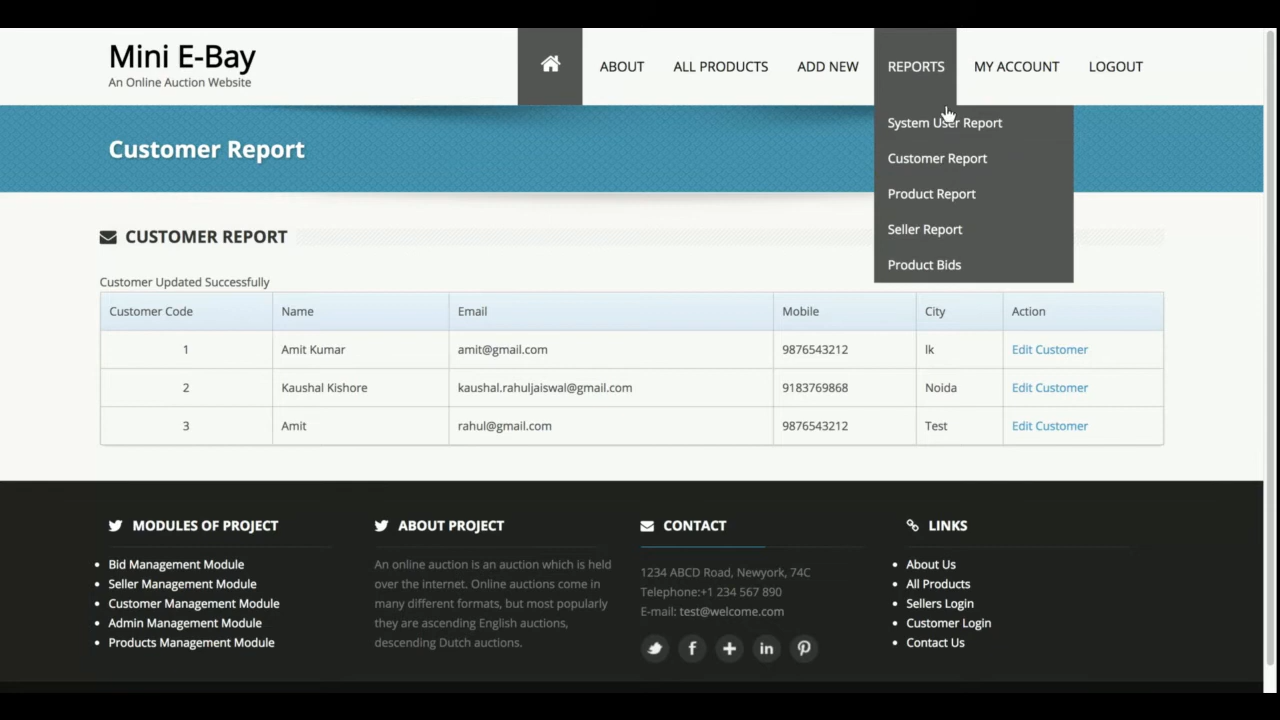 Mini E-Bay
An Online Auction Website
ABOUT
ALL PRODUCTS
ADD NEW
REPORTS
MY ACCOUNT
LOGOUT
System User Report
Customer Report
Product Report
Seller Report
Product Bids
Customer Report
CUSTOMER REPORT
Customer Updated Successfully
Customer Code Name Email Mobile City Action
1 Amit Kumar amit@gmail.com 9876543212 lk Edit Customer
2 Kaushal Kishore kaushal.rahuljaiswal@gmail.com 9183769868 Noida Edit Customer
3 Amit rahul@gmail.com 9876543212 Test Edit Customer
MODULES OF PROJECT
Bid Management Module
Seller Management Module
Customer Management Module
Admin Management Module
Products Management Module
ABOUT PROJECT
An online auction is an auction which is held
over the internet. Online auctions come in
many different formats, but most popularly
they are ascending English auctions,
descending Dutch auctions.
CONTACT
1234 ABCD Road, Newyork, 74C
Telephone:+1 234 567 890
E-mail: test@welcome.com
LINKS
About Us
All Products
Sellers Login
Customer Login
Contact Us